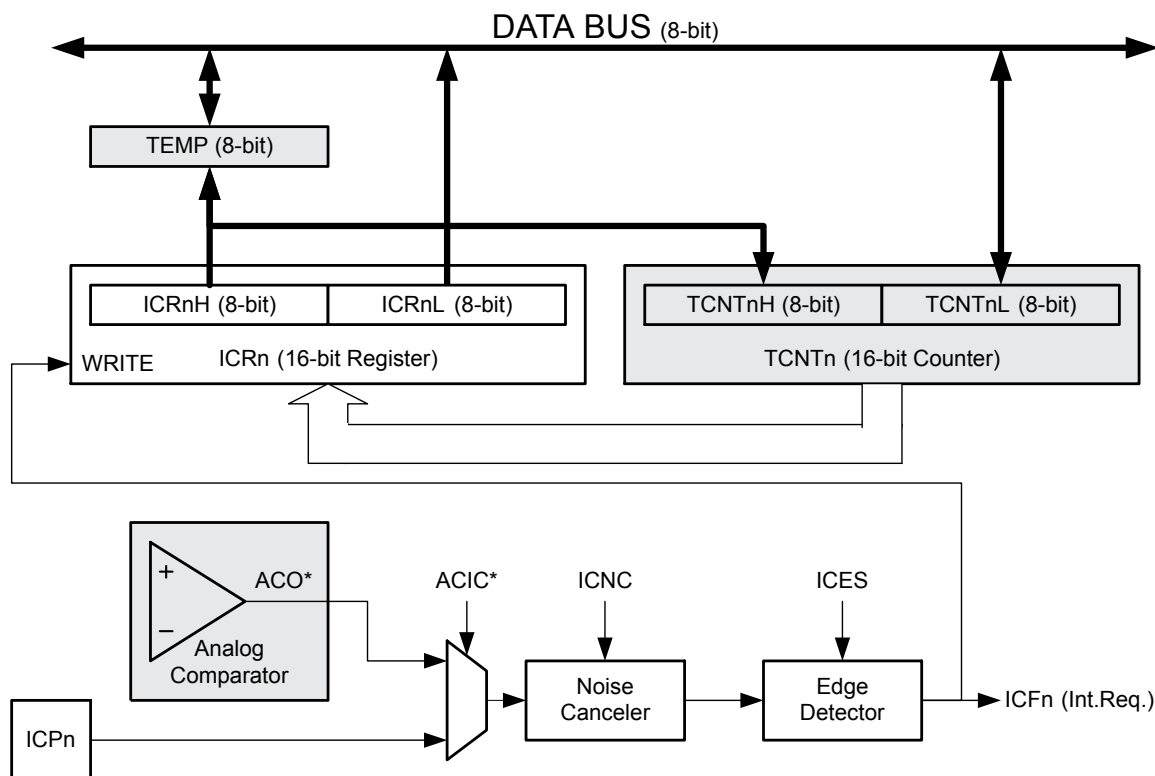 DATA BUS (8-bit)
TEMP (8-bit)
ICRnH (8-bit)
ICRnL (8-bit)
TCNTnH (8-bit)
TCNTnL (8-bit)
WRITE
ICRn (16-bit Register)
TCNTn (16-bit Counter)
+
−
ACO*
Analog
Comparator
ACIC*
ICNC
ICES
Noise
Canceler
Edge
Detector
ICFn (Int.Req.)
ICPn